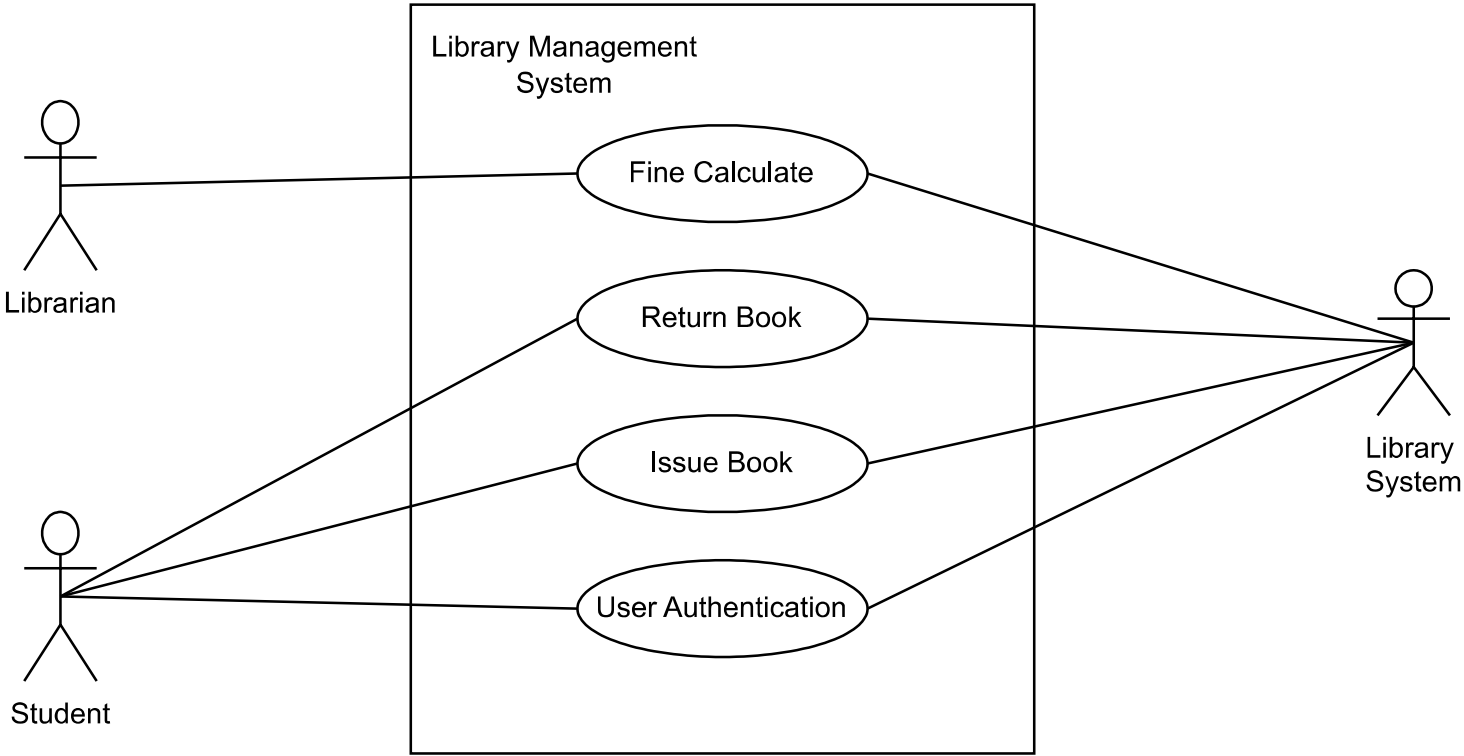 Library Management
System
Fine Calculate
Librarian
Return Book
Issue Book
Library
System
User Authentication
Student